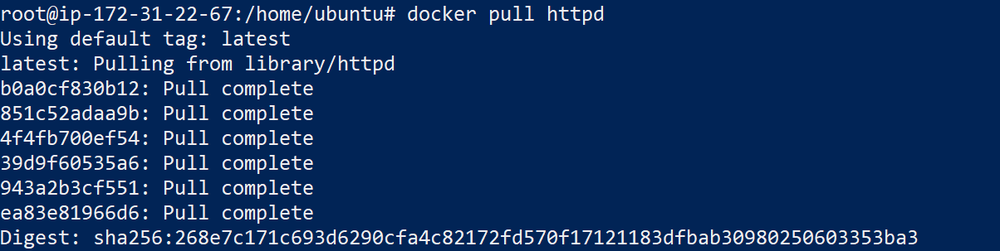 root@ip-172-31-22-67:/home/ubuntu# docker pull httpd
Using default tag: latest
latest: Pulling from library/httpd
b0a0cf830b12: Pull complete
851c52adaa9b: Pull complete
4f4fb700ef54: Pull complete
39d9f60535a6: Pull complete
943a2b3cf551: Pull complete
ea83e81966d6: Pull complete
Digest: sha256:268e7c171c693d6290cfa4c82172fd570f17121183dfbab30980250603353ba3